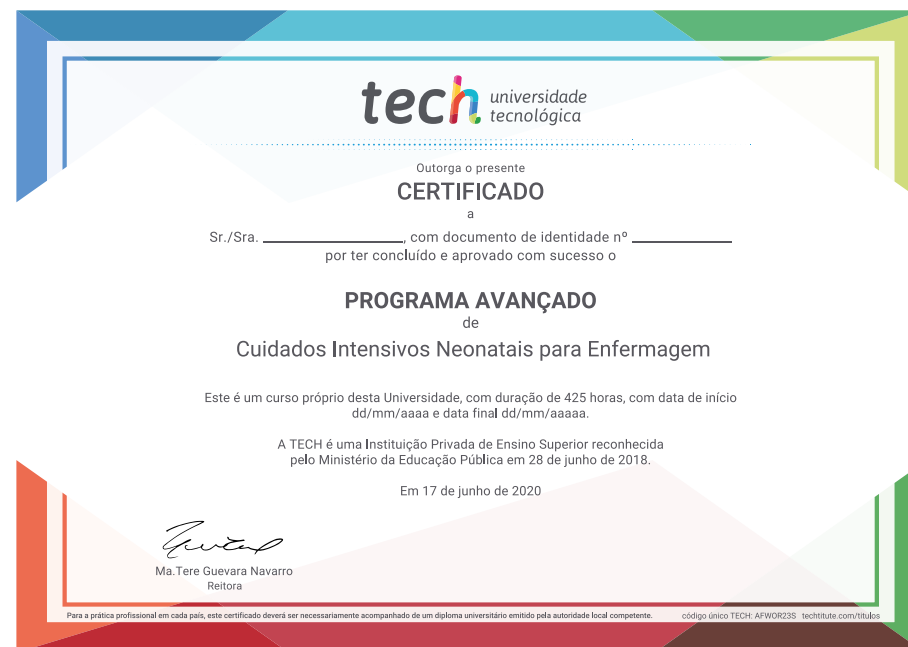 tech universidade
tecnológica
Outorga o presente
CERTIFICADO
a
Sr./Sra. ____________, com documento de identidade nº ____________
por ter concluído e aprovado com sucesso o
PROGRAMA AVANÇADO
de
Cuidados Intensivos Neonatais para Enfermagem
Este é um curso próprio desta Universidade, com duração de 425 horas, com data de início
dd/mm/aaaa e data final dd/mm/aaaaa.
A TECH é uma Instituição Privada de Ensino Superior reconhecida
pelo Ministério da Educação Pública em 28 de junho de 2018.
Em 17 de junho de 2020
Ma.Tere Guevara Navarro
Reitora
Para a prática profissional em cada país, este certificado deverá ser necessariamente acompanhado de um diploma universitário emitido pela autoridade local competente. código único TECH: AFWOR23S techtitute.com/titulos